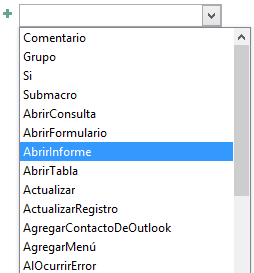 Comentario
Grupo
Si
Submacro
AbrirConsulta
AbrirFormulario
AbrirInforme
AbrirTabla
Actualizar
ActualizarRegistro
AgregarContactoDeOutlook
AgregarMenú
AlOcurrirError